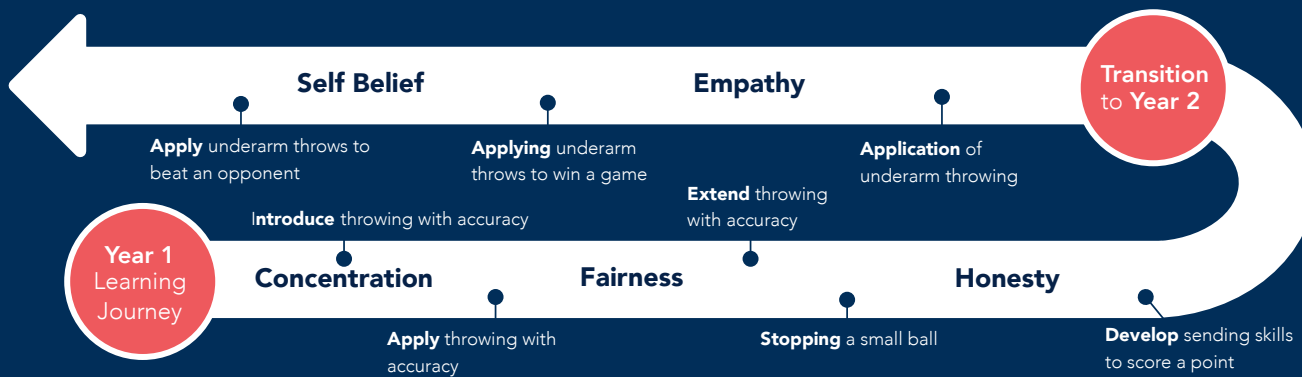 Self Belief
Empathy
Transition
to Year 2
Apply underarm throws to
beat an opponent
Applying underarm
throws to win a game
Application of
underarm throwing
Introduce throwing with accuracy
Extend throwing
with accuracy
Year 1
Learning
Journey
Concentration
Fairness
Honesty
Apply throwing with
accuracy
Stopping a small ball
Develop sending skills
to score a point